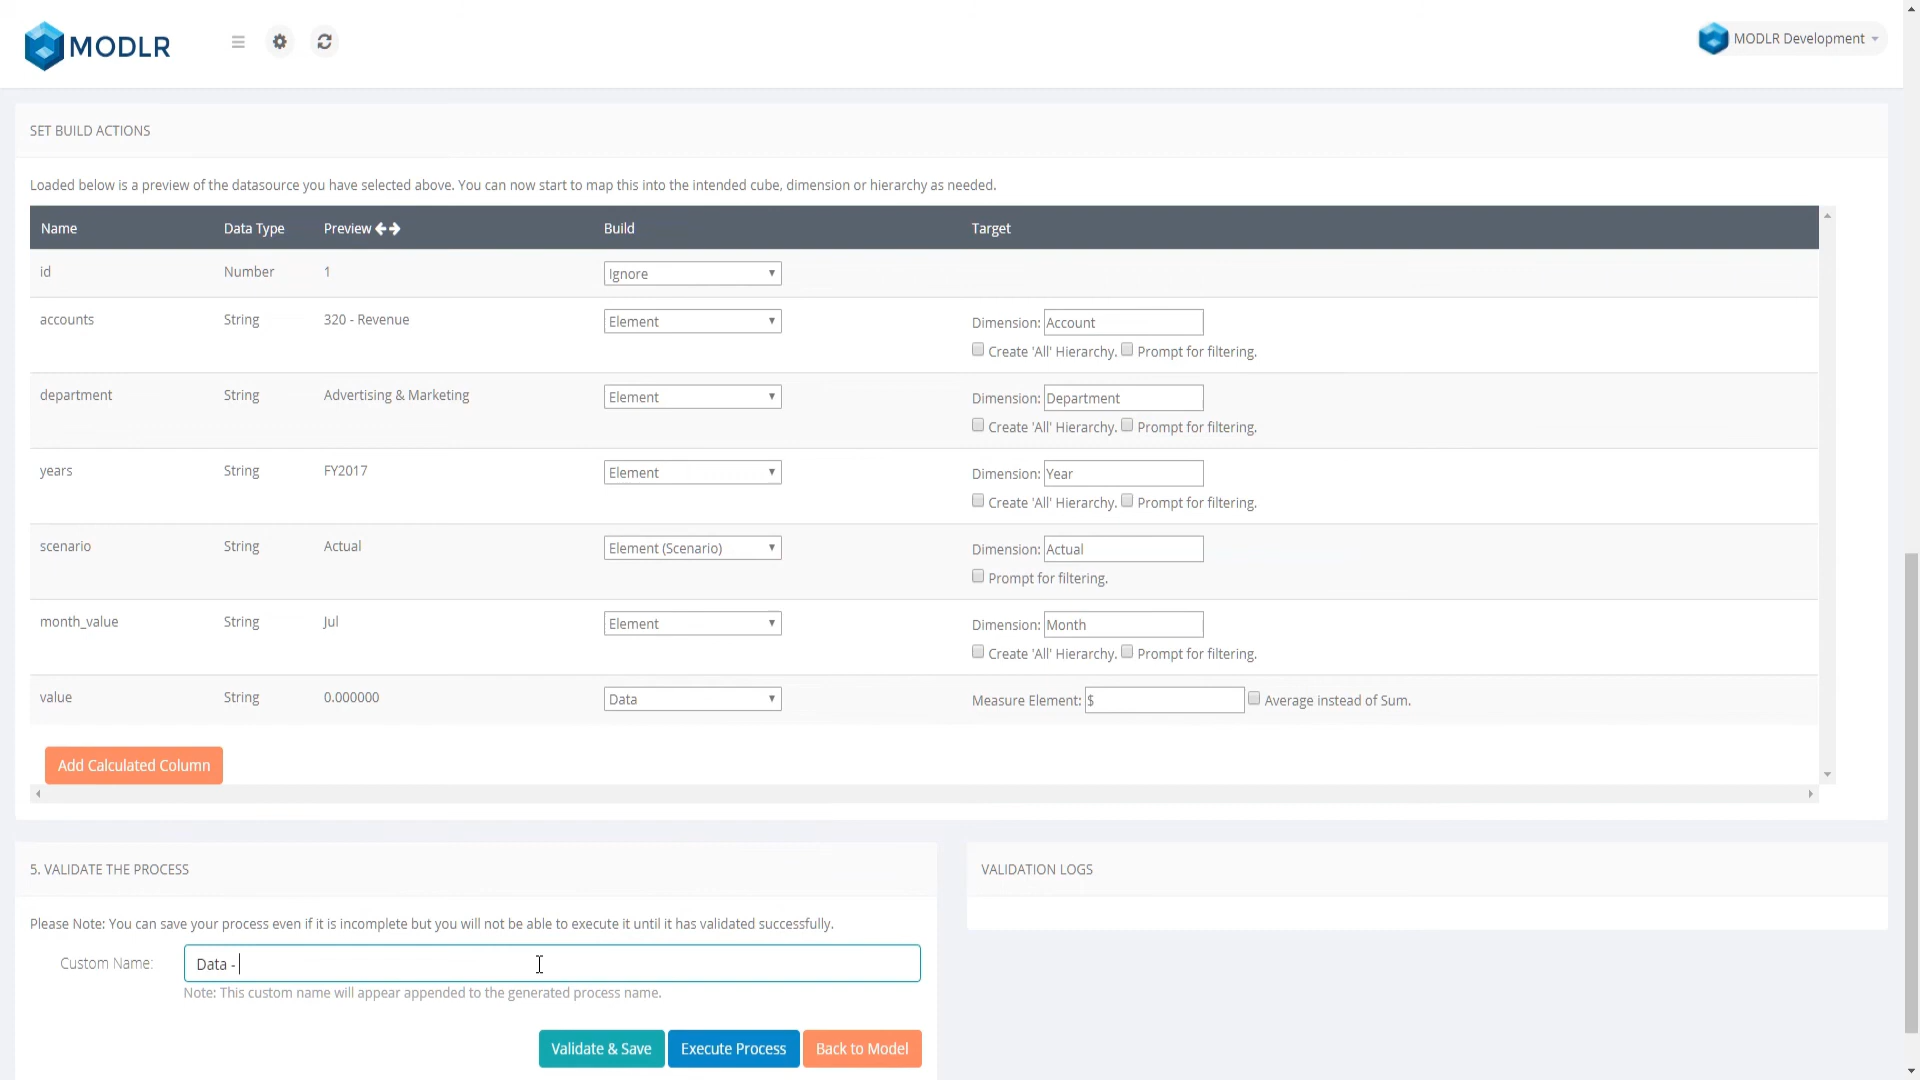 MODLR
MODLR Development
SET BUILD ACTIONS
Loaded below is a preview of the datasource you have selected above. You can now start to map this into the intended cube, dimension or hierarchy as needed.
Name Data Type Preview Build Target
id Number 1 Ignore
accounts String 320 - Revenue Element Dimension: Account
Create 'All' Hierarchy. Prompt for filtering.
department String Advertising & Marketing Element Dimension: Department
Create 'All' Hierarchy. Prompt for filtering.
years String FY2017 Element Dimension: Year
Create 'All' Hierarchy. Prompt for filtering.
scenario String Actual Element (Scenario) Dimension: Actual
Prompt for filtering.
month_value String Jul Element Dimension: Month
Create 'All' Hierarchy. Prompt for filtering.
value String 0.000000 Data Measure Element: $ Average instead of Sum.
Add Calculated Column
5. VALIDATE THE PROCESS
VALIDATION LOGS
Please Note: You can save your process even if it is incomplete but you will not be able to execute it until it has validated successfully.
Custom Name: Data -
Note: This custom name will appear appended to the generated process name.
Validate & Save Execute Process Back to Model